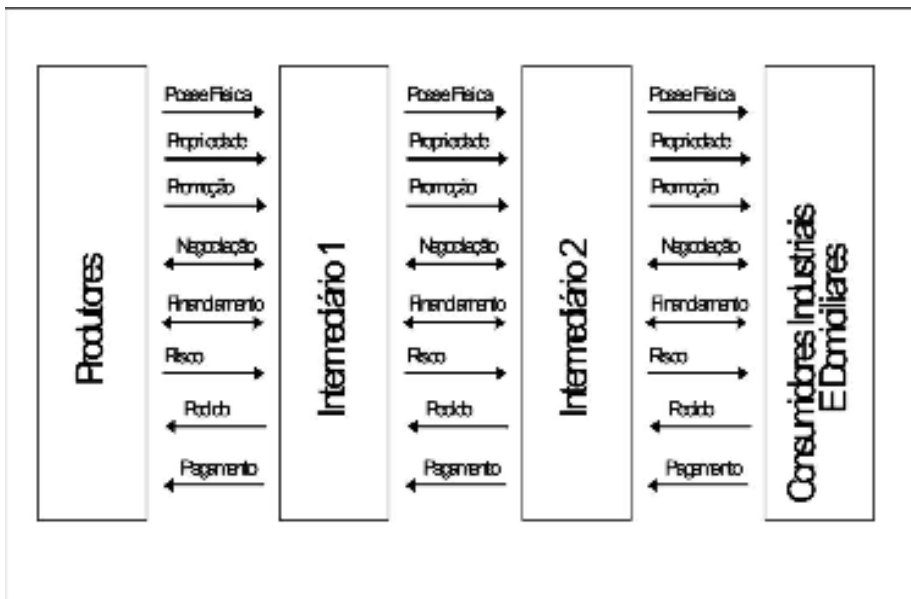 Produtores
Posse Física
Propriedade
Promoção
Negociação
Financiamento
Risco
Pedido
Pagamento
Intermediário 1
Posse Física
Propriedade
Promoção
Negociação
Financiamento
Risco
Pedido
Pagamento
Intermediário 2
Posse Física
Propriedade
Promoção
Negociação
Financiamento
Risco
Pedido
Pagamento
Consumidores Industriais
E Domiciliares